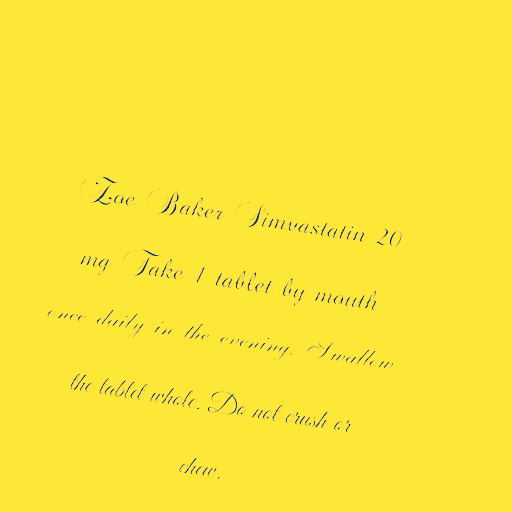 Zoe Baker Simvastatin 20
mg Take 1 tablet by mouth
once daily in the evening. Swallow
the tablet whole. Do not crush or
chew.